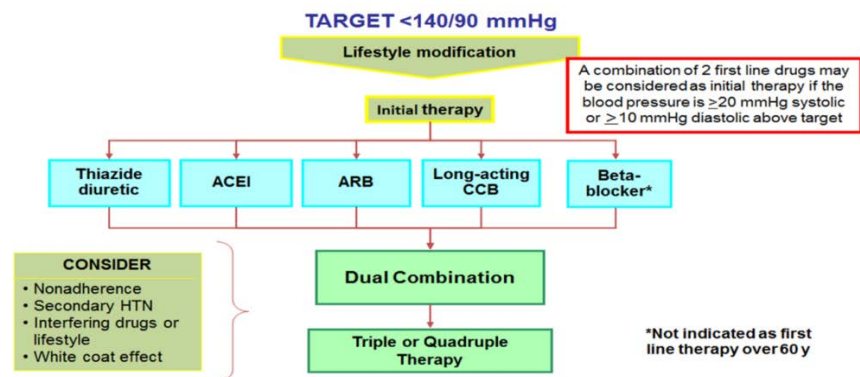 TARGET <140/90 mmHg
Lifestyle modification
A combination of 2 first line drugs may
be considered as initial therapy if the
blood pressure is ≥20 mmHg systolic
or ≥10 mmHg diastolic above target
Initial therapy
Thiazide
diuretic
ACEI
ARB
Long-acting
CCB
Beta-
blocker*
CONSIDER
• Nonadherence
• Secondary HTN
• Interfering drugs or
lifestyle
• White coat effect
Dual Combination
Triple or Quadruple
Therapy
*Not indicated as first
line therapy over 60 y